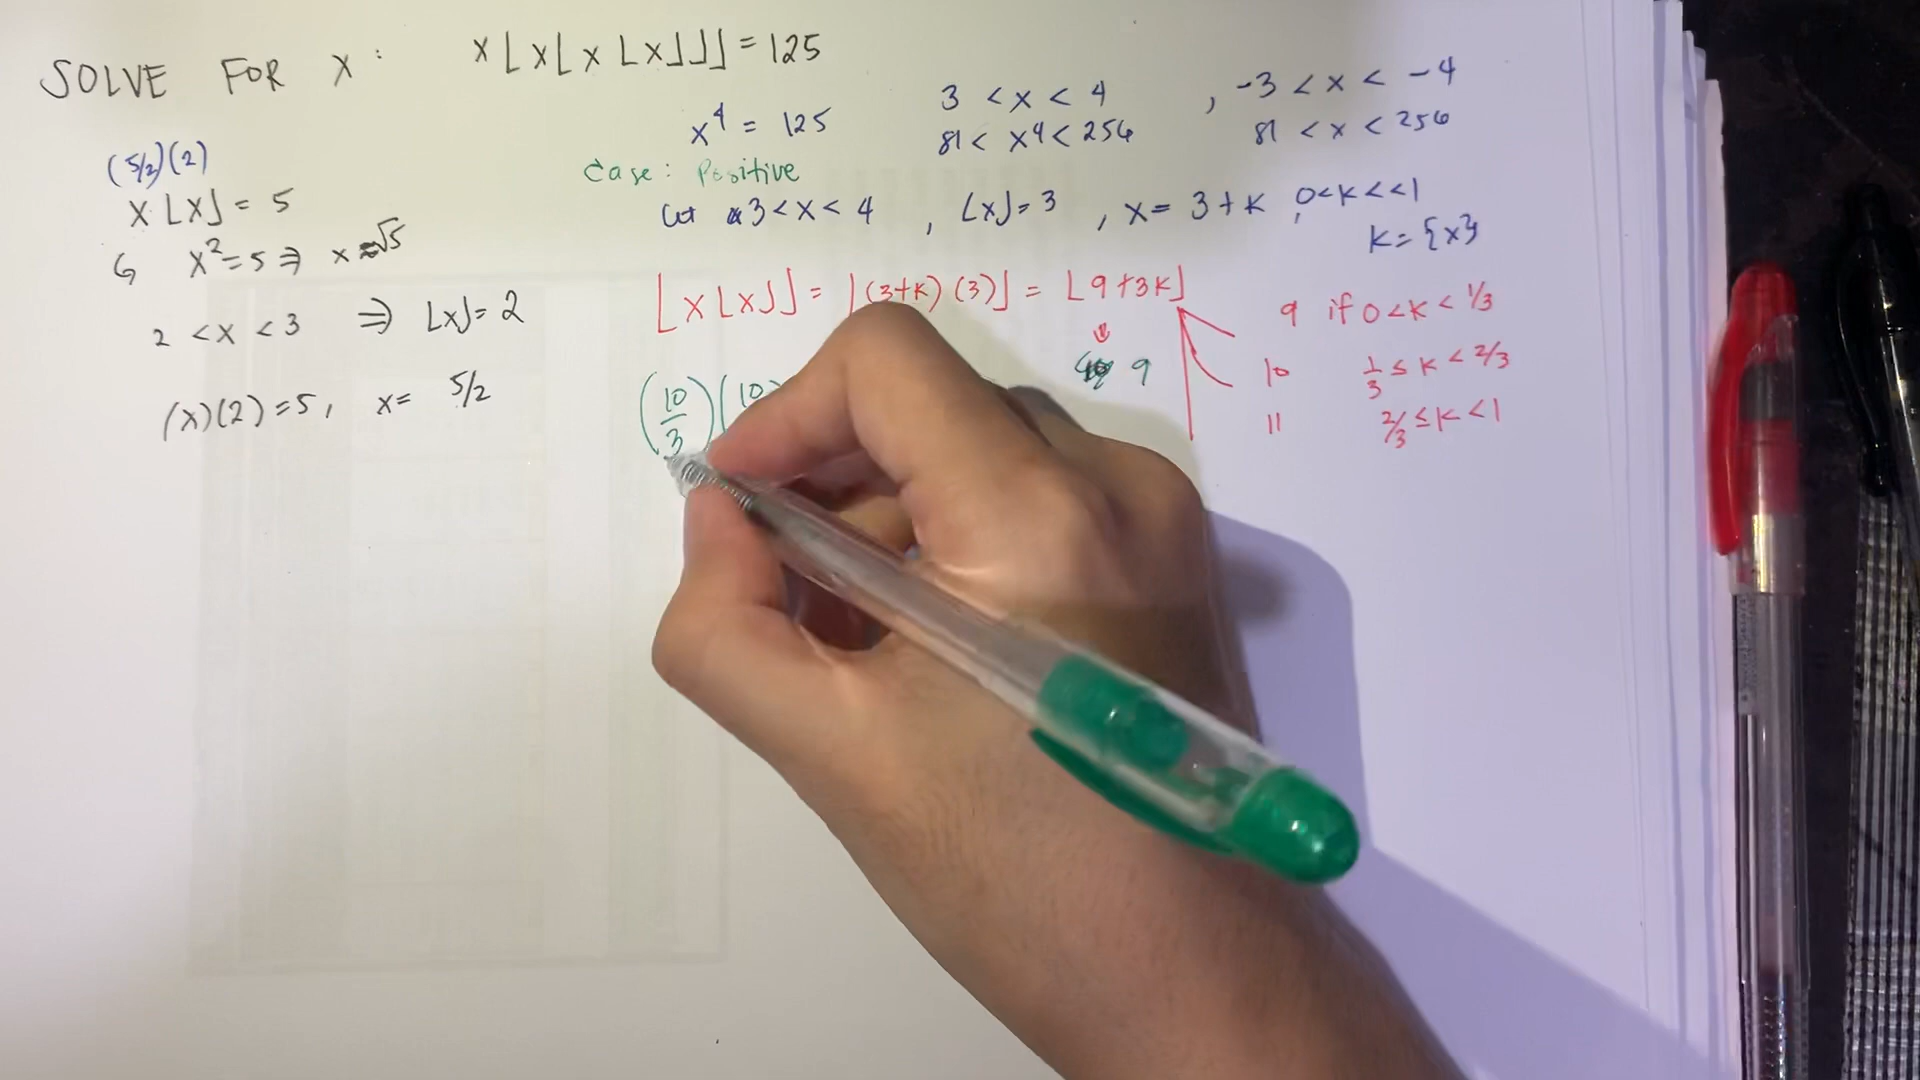 SOLVE FOR X : x⌊x⌊x⌊x⌋⌋⌋ = 125
(5/2)(2)
x⌊x⌋ = 5
↳ x² = 5 ⇒ x √5
2 < x < 3 ⇒ ⌊x⌋ = 2
(x)(2) = 5, x = 5/2
x⁴ = 125
3 < x < 4 , -3 < x < -4
81 < x⁴ < 256
81 < x < 256
Case: Positive
Let 3 < x < 4 , ⌊x⌋ = 3 , x = 3 + k , 0<k<<1
k = {x}
⌊x⌊x⌋⌋ = ⌊(3+k)(3)⌋ = ⌊9+3k⌋
9 if 0<k < 1/3
10 1/3 ≤ k < 2/3
11 2/3 ≤ k < 1
⇓
9
(10/3)(10